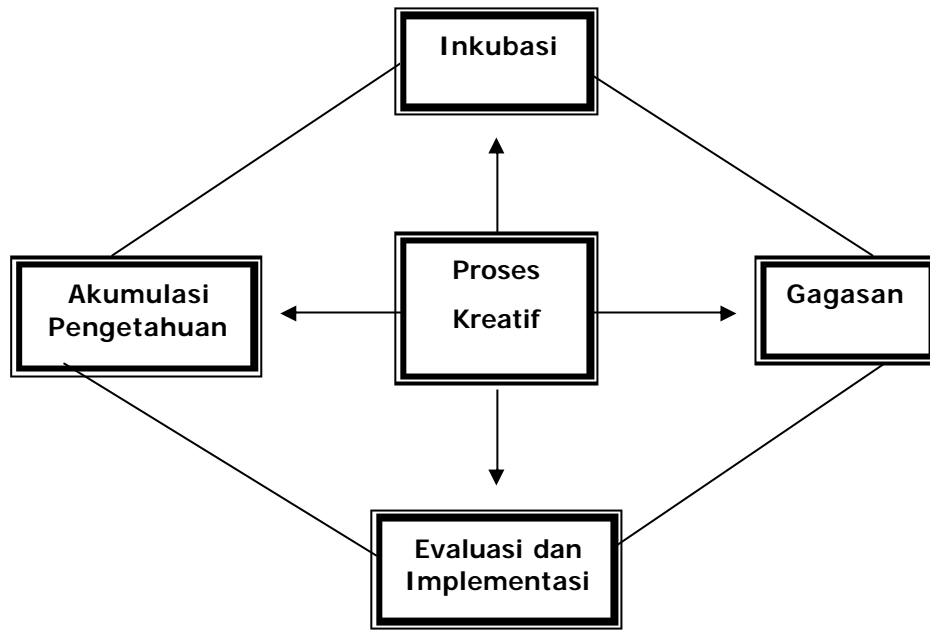 Inkubasi
Akumulasi
Pengetahuan
Proses
Kreatif
Gagasan
Evaluasi dan
Implementasi